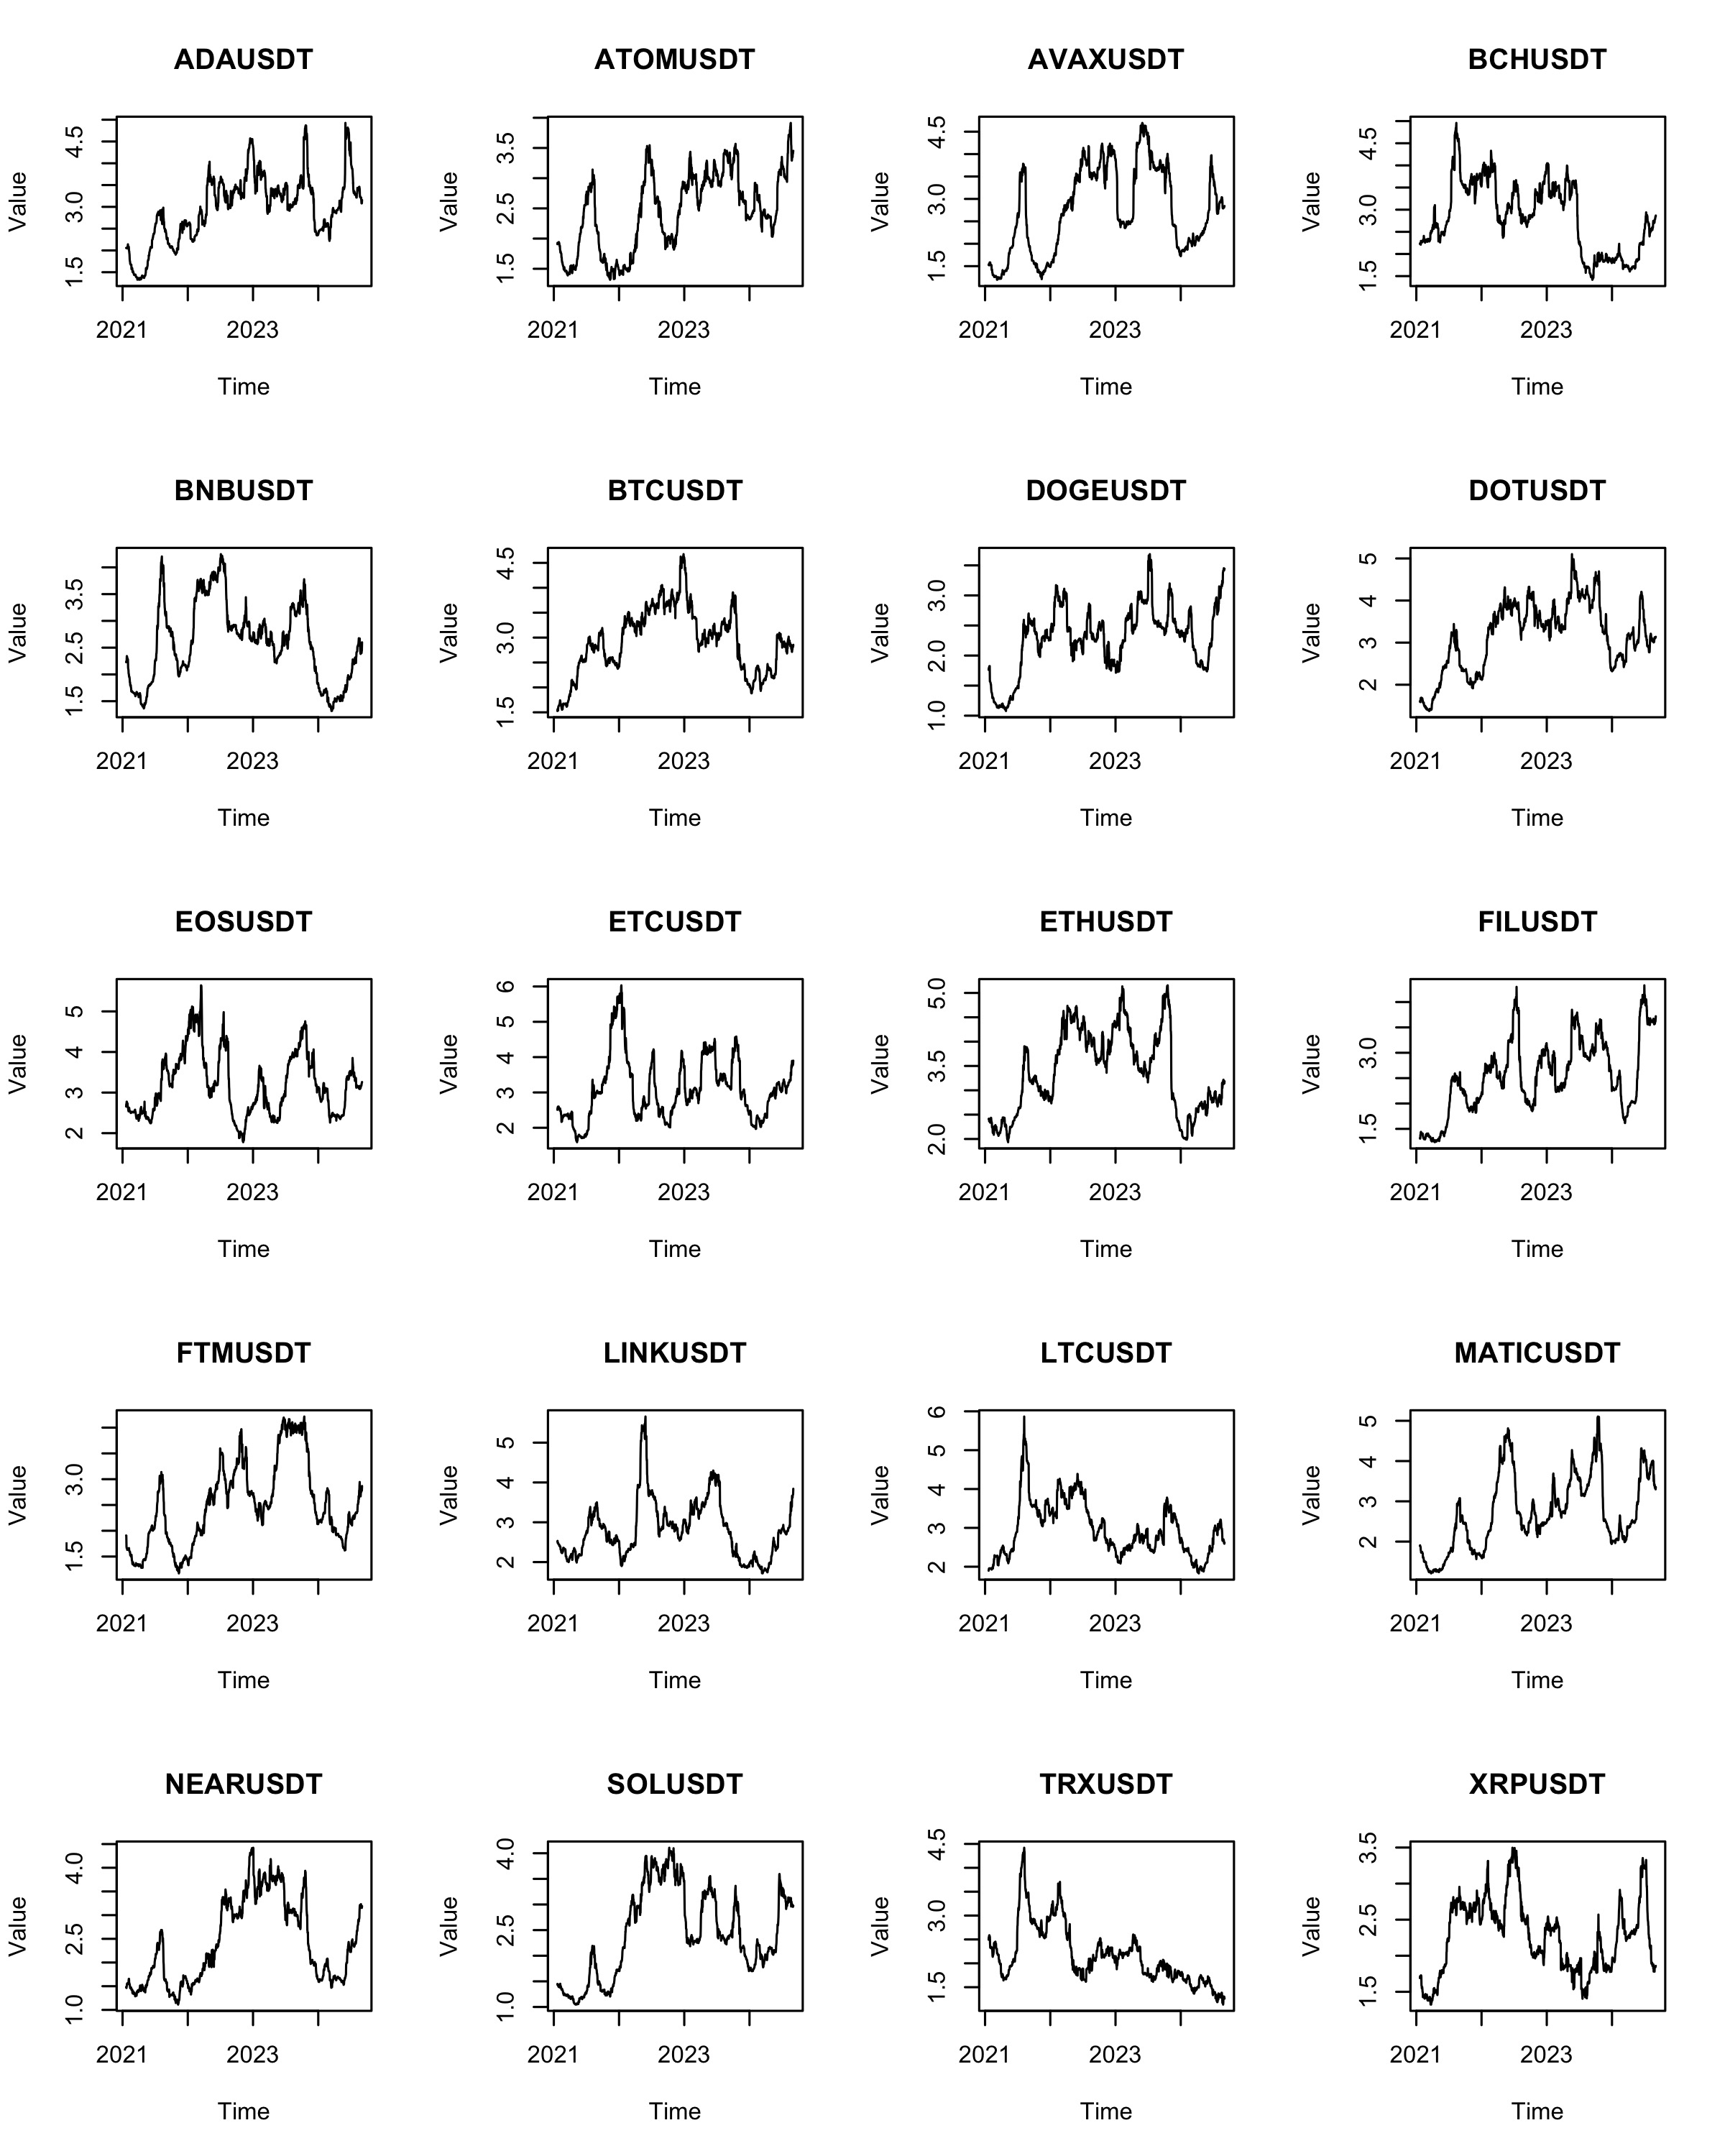 ADAUSDT
Value
4.5
3.0
1.5
2021 2023
Time
ATOMUSDT
Value
3.5
2.5
1.5
2021 2023
Time
AVAXUSDT
Value
4.5
3.0
1.5
2021 2023
Time
BCHUSDT
Value
4.5
3.0
1.5
2021 2023
Time
BNBUSDT
Value
3.5
2.5
1.5
2021 2023
Time
BTCUSDT
Value
4.5
3.0
1.5
2021 2023
Time
DOGEUSDT
Value
3.0
2.0
1.0
2021 2023
Time
DOTUSDT
Value
5
4
3
2
2021 2023
Time
EOSUSDT
Value
5
4
3
2
2021 2023
Time
ETCUSDT
Value
6
5
4
3
2
2021 2023
Time
ETHUSDT
Value
5.0
3.5
2.0
2021 2023
Time
FILUSDT
Value
3.0
1.5
2021 2023
Time
FTMUSDT
Value
3.0
1.5
2021 2023
Time
LINKUSDT
Value
5
4
3
2
2021 2023
Time
LTCUSDT
Value
6
5
4
3
2
2021 2023
Time
MATICUSDT
Value
5
4
3
2
2021 2023
Time
NEARUSDT
Value
4.0
2.5
1.0
2021 2023
Time
SOLUSDT
Value
4.0
2.5
1.0
2021 2023
Time
TRXUSDT
Value
4.5
3.0
1.5
2021 2023
Time
XRPUSDT
Value
3.5
2.5
1.5
2021 2023
Time